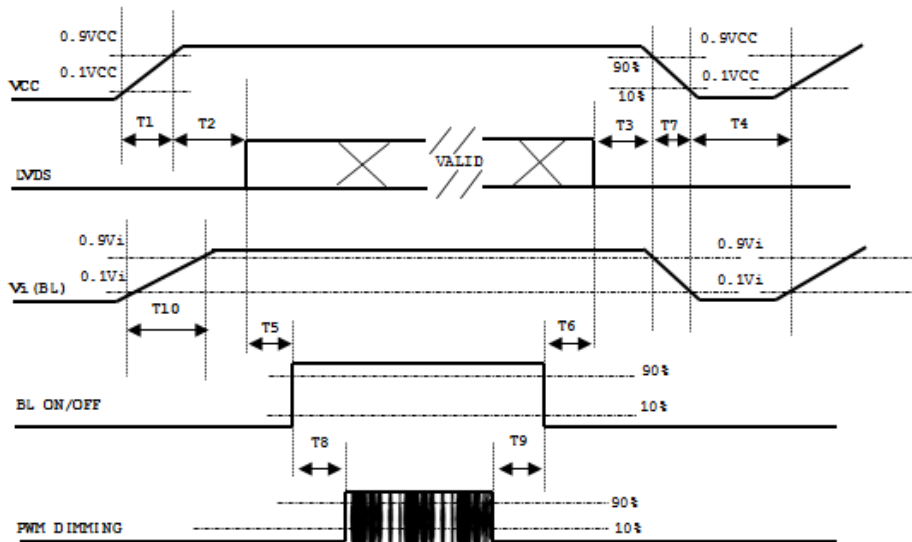 0.9VCC
0.9VCC
90%
0.1VCC
0.1VCC
VCC
10%
T1
T2
T3
T7
T4
VALID
LVDS
0.9Vi
0.9Vi
0.1Vi
0.1Vi
Vi(BL)
T10
T5
T6
90%
BL ON/OFF
10%
T8
T9
90%
PWM DIMMING
10%